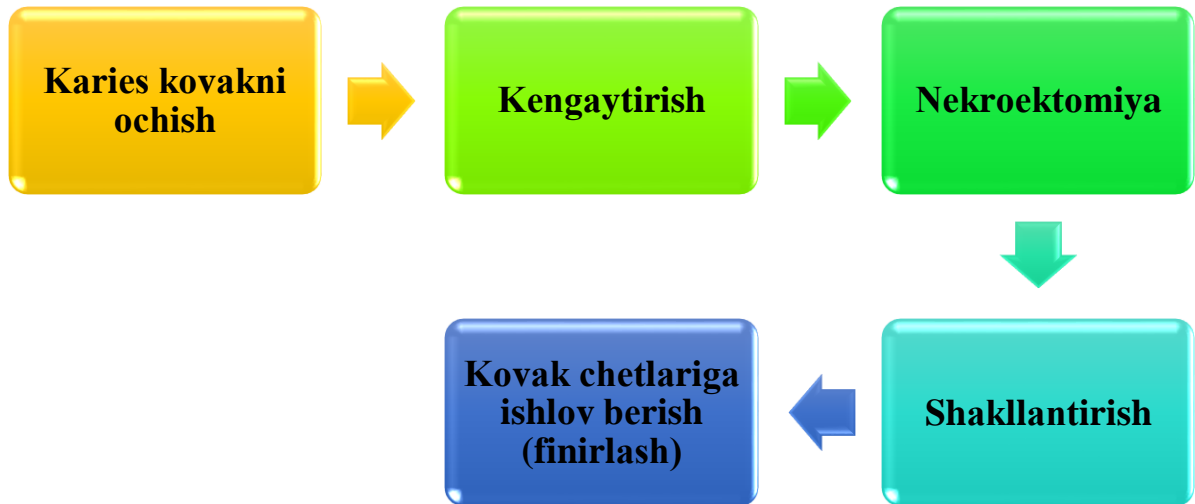 Karies kovakni
ochish
Kengaytirish
Nekroektomiya
Shakllantirish
Kovak chetlariga
ishlov berish
(finirlash)